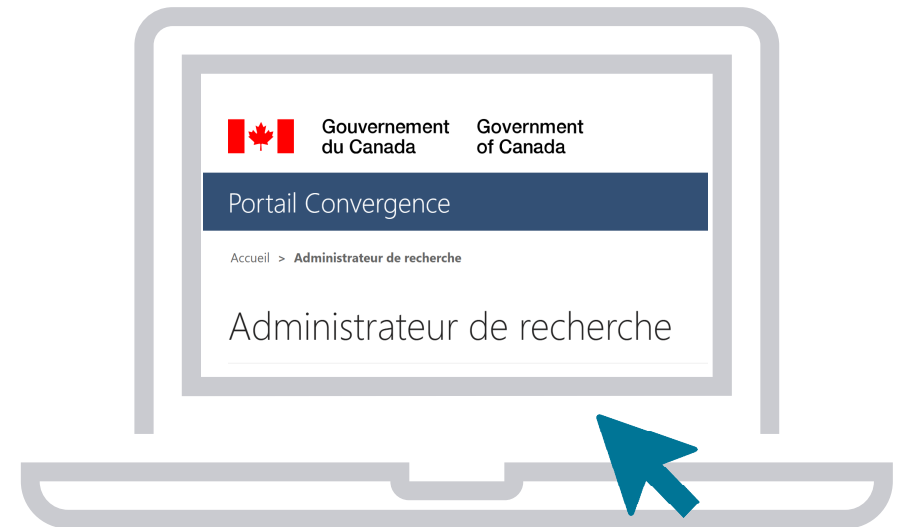 Gouvernement
du Canada
Government
of Canada
Portail Convergence
Accueil > Administrateur de recherche
Administrateur de recherche